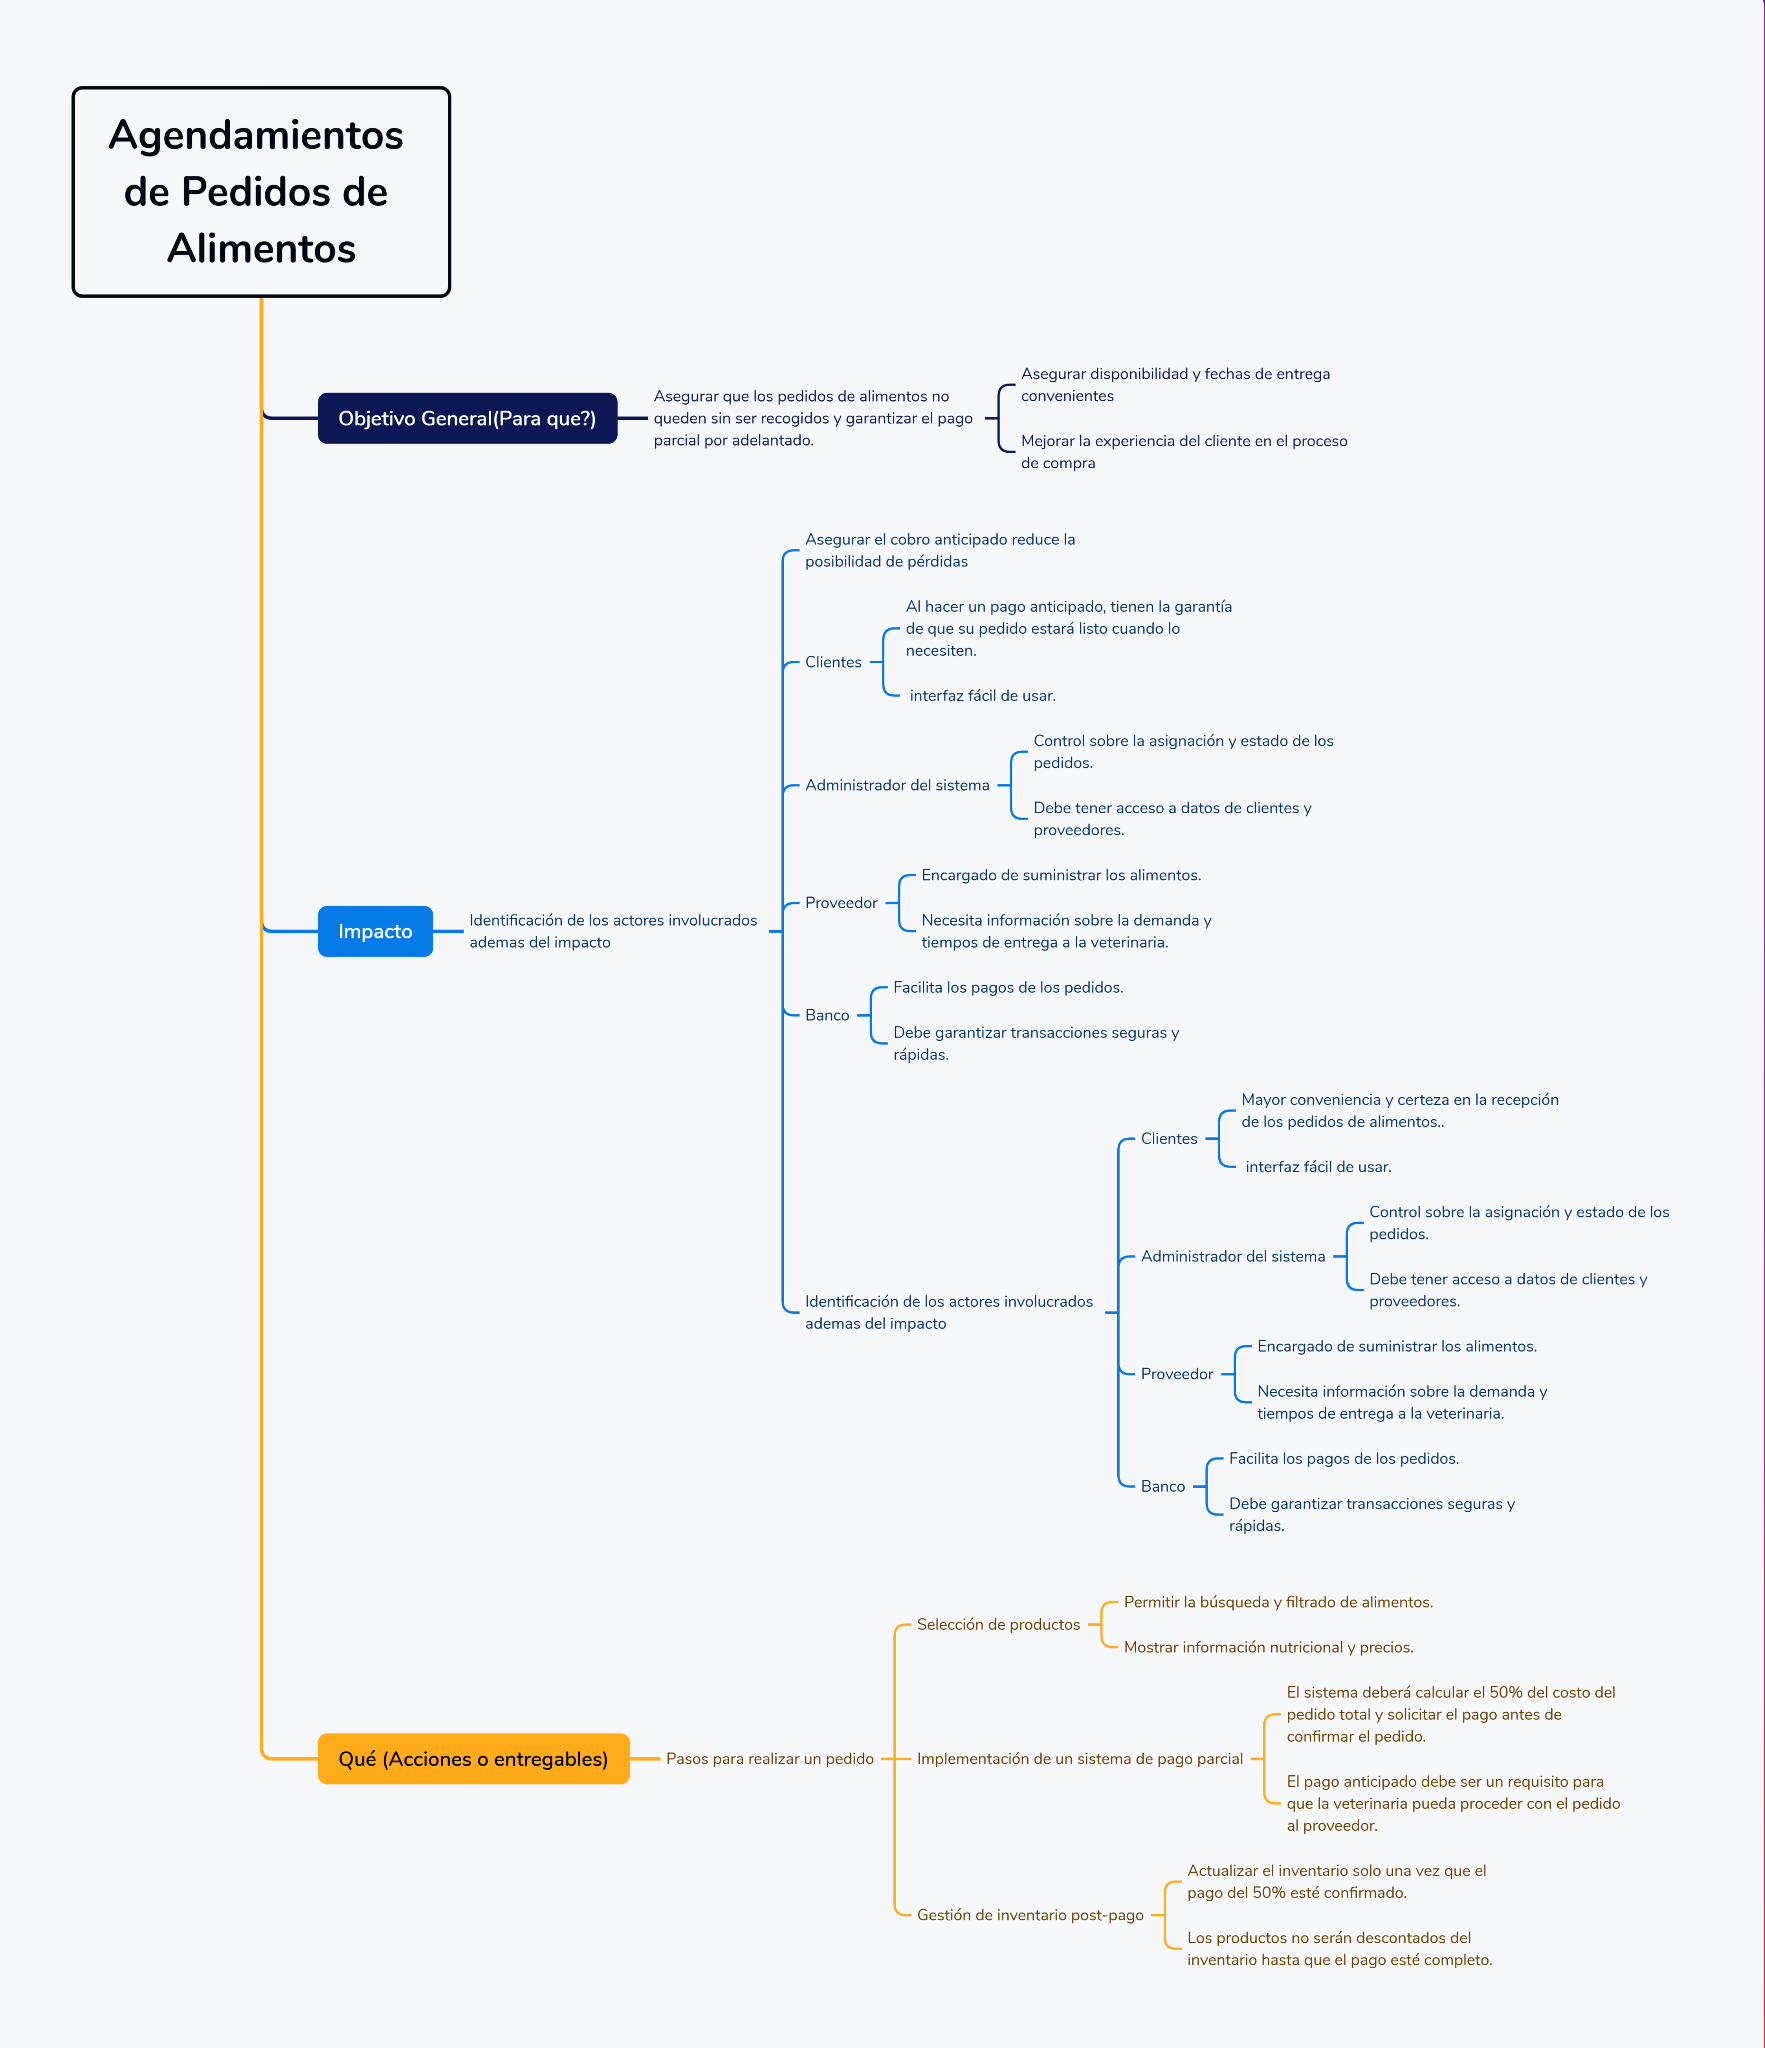 Agendamientos
de Pedidos de
Alimentos
Objetivo General(Para que?)
Asegurar que los pedidos de alimentos no
queden sin ser recogidos y garantizar el pago
parcial por adelantado.
Asegurar disponibilidad y fechas de entrega
convenientes
Mejorar la experiencia del cliente en el proceso
de compra
Impacto
Identificación de los actores involucrados
ademas del impacto
Asegurar el cobro anticipado reduce la
posibilidad de pérdidas
Clientes
Al hacer un pago anticipado, tienen la garantía
de que su pedido estará listo cuando lo
necesiten.
interfaz fácil de usar.
Administrador del sistema
Control sobre la asignación y estado de los
pedidos.
Debe tener acceso a datos de clientes y
proveedores.
Proveedor
Encargado de suministrar los alimentos.
Necesita información sobre la demanda y
tiempos de entrega a la veterinaria.
Banco
Facilita los pagos de los pedidos.
Debe garantizar transacciones seguras y
rápidas.
Identificación de los actores involucrados
ademas del impacto
Clientes
Mayor conveniencia y certeza en la recepción
de los pedidos de alimentos..
interfaz fácil de usar.
Administrador del sistema
Control sobre la asignación y estado de los
pedidos.
Debe tener acceso a datos de clientes y
proveedores.
Proveedor
Encargado de suministrar los alimentos.
Necesita información sobre la demanda y
tiempos de entrega a la veterinaria.
Banco
Facilita los pagos de los pedidos.
Debe garantizar transacciones seguras y
rápidas.
Qué (Acciones o entregables)
Pasos para realizar un pedido
Selección de productos
Permitir la búsqueda y filtrado de alimentos.
Mostrar información nutricional y precios.
Implementación de un sistema de pago parcial
El sistema deberá calcular el 50% del costo del
pedido total y solicitar el pago antes de
confirmar el pedido.
El pago anticipado debe ser un requisito para
que la veterinaria pueda proceder con el pedido
al proveedor.
Gestión de inventario post-pago
Actualizar el inventario solo una vez que el
pago del 50% esté confirmado.
Los productos no serán descontados del
inventario hasta que el pago esté completo.